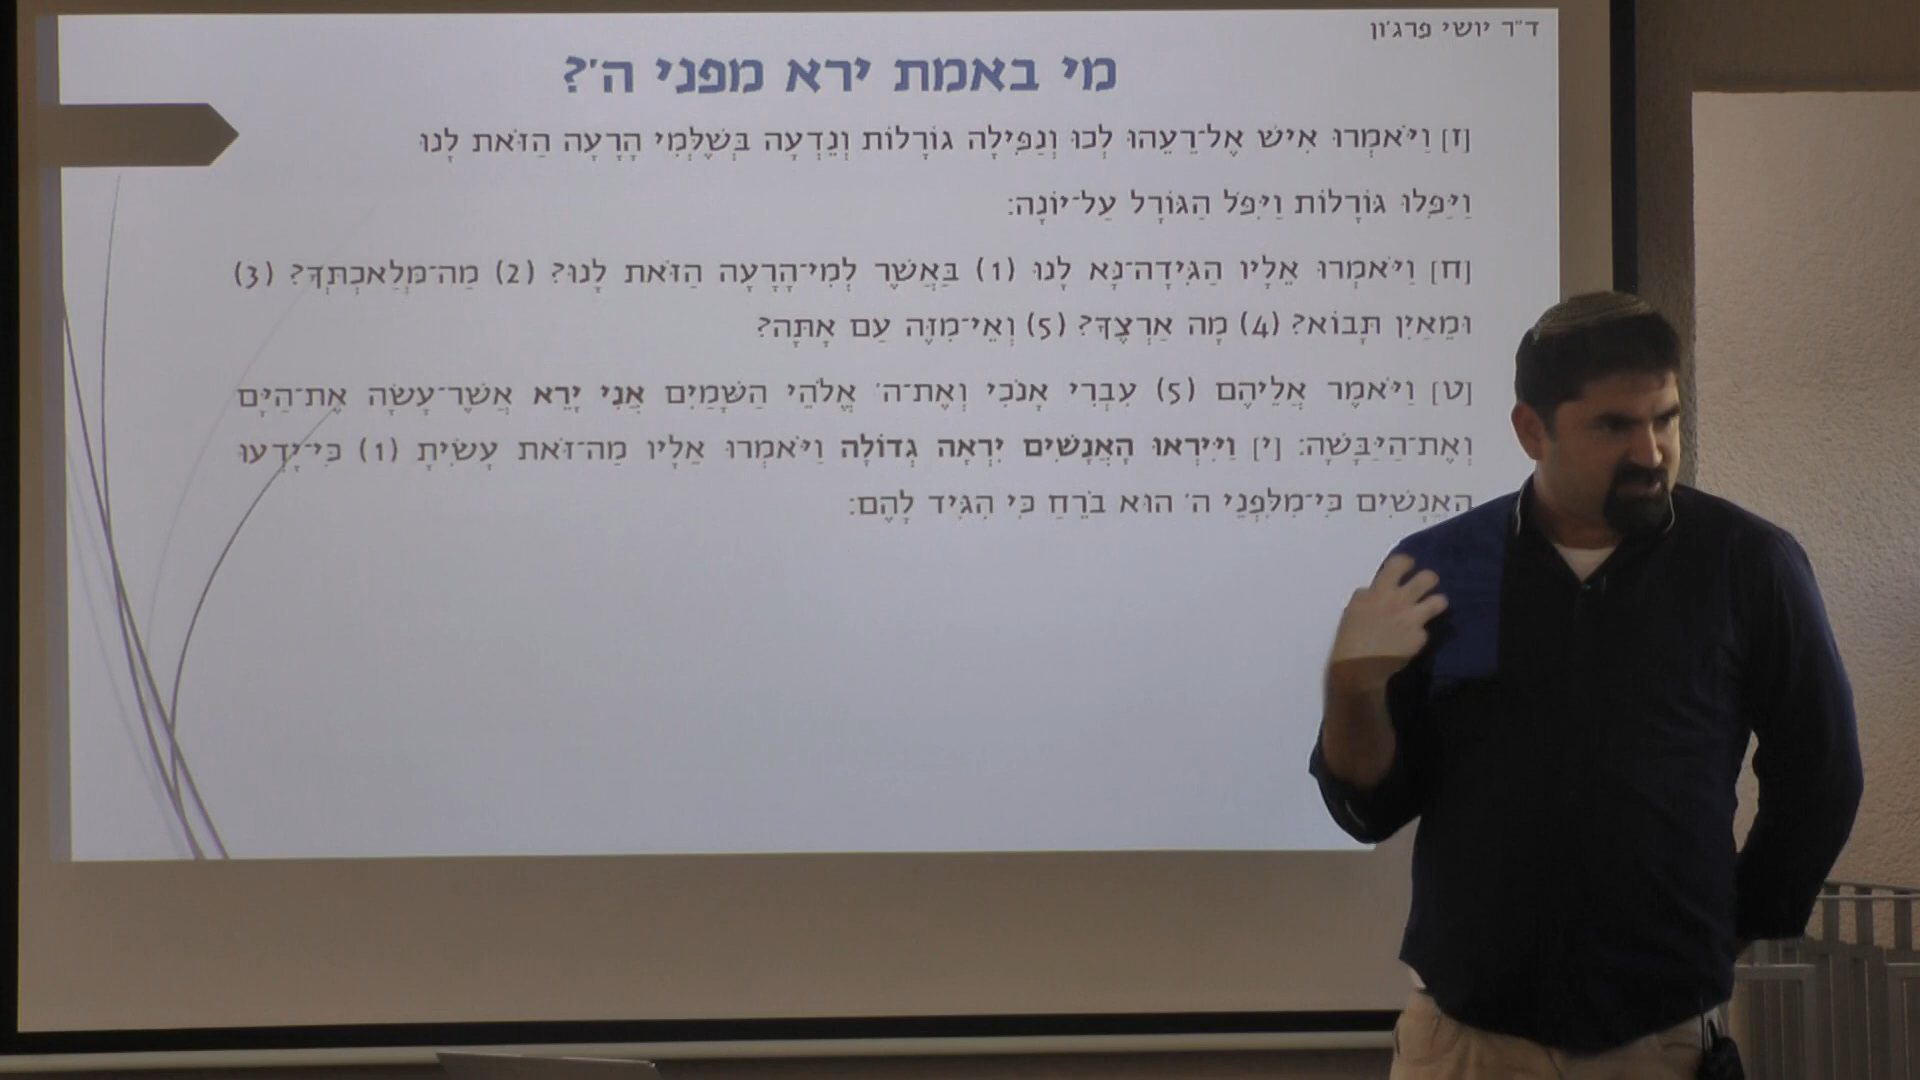 ד״ר יושי פרג׳ון
מי באמת ירא מפני ה׳?
[ז] וַיֹּאמְרוּ אִישׁ אֶל־רֵעֵהוּ לְכוּ וְנַפִּילָה גוֹרָלוֹת וְנֵדְעָה בְּשֶׁלְּמִי הָרָעָה הַזֹּאת לָנוּ
וַיַּפִּלוּ גּוֹרָלוֹת וַיִּפֹּל הַגּוֹרָל עַל־יוֹנָה:
[ח] וַיֹּאמְרוּ אֵלָיו הַגִּידָה־נָּא לָנוּ (1) בַּאֲשֶׁר לְמִי־הָרָעָה הַזֹּאת לָנוּ? (2) מַה־מְּלַאכְתְּךָ? (3)
וּמֵאַיִן תָּבוֹא? (4) מָה אַרְצֶךָ? (5) וְאֵי־מִזֶּה עַם אָתָּה?
[ט] וַיֹּאמֶר אֲלֵיהֶם (5) עִבְרִי אָנֹכִי וְאֶת־ה׳ אֱלֹהֵי הַשָּׁמַיִם אֲנִי יָרֵא אֲשֶׁר־עָשָׂה אֶת־הַיָּם
וְאֶת־הַיַּבָּשָׁה: [י] וַיִּירְאוּ הָאֲנָשִׁים יִרְאָה גְדוֹלָה וַיֹּאמְרוּ אֵלָיו מַה־זֹּאת עָשִׂיתָ (1) כִּי־יָדְעוּ
הָאֲנָשִׁים כִּי־מִלִּפְנֵי ה׳ הוּא בֹרֵחַ כִּי הִגִּיד לָהֶם: